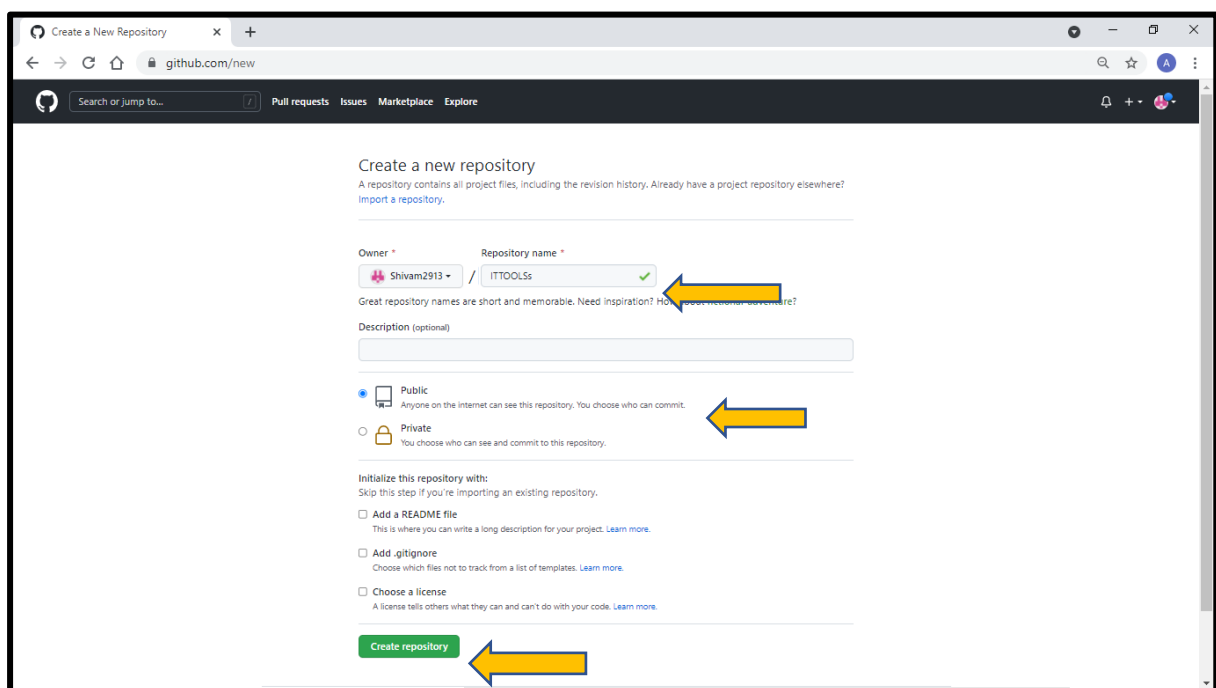 Create a New Repository
github.com/new
A
Search or jump to...
/
Pull requests Issues Marketplace Explore
Create a new repository
A repository contains all project files, including the revision history. Already have a project repository elsewhere?
Import a repository.
Owner * Repository name *
Shivam2913 / ITTOOLSs
Great repository names are short and memorable. Need inspiration? fictional adventure?
Description (optional)
Public
Anyone on the internet can see this repository. You choose who can commit.
Private
You choose who can see and commit to this repository.
Initialize this repository with:
Skip this step if you're importing an existing repository.
Add a README file
This is where you can write a long description for your project. Learn more.
Add .gitignore
Choose which files not to track from a list of templates. Learn more.
Choose a license
A license tells others what they can and can't do with your code. Learn more.
Create repository